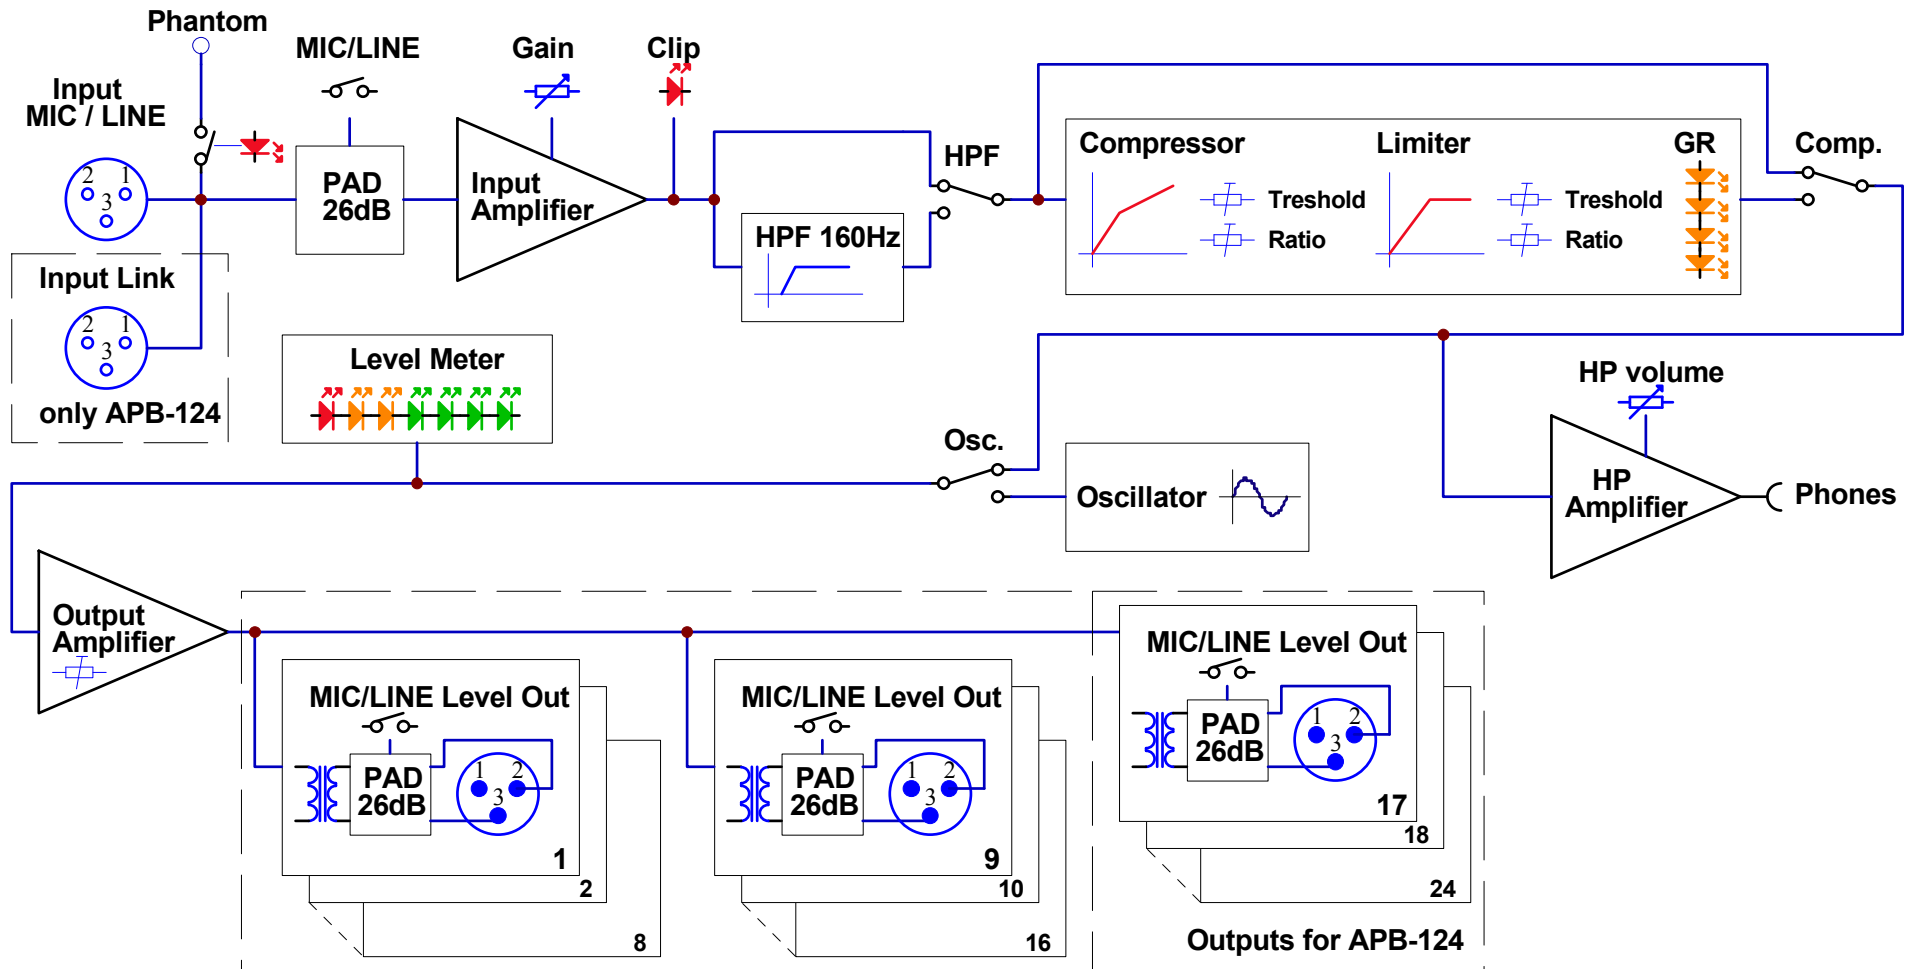 Phantom
MIC/LINE
Gain
Clip
Input
MIC / LINE
2
1
3
PAD
26dB
Input
Amplifier
HPF
HPF 160Hz
Compressor
Treshold
Ratio
Limiter
Treshold
Ratio
GR
Comp.
Input Link
2
1
3
only APB-124
Level Meter
Osc.
Oscillator
HP volume
HP
Amplifier
Phones
Output
Amplifier
MIC/LINE Level Out
PAD
26dB
1
2
3
1
2
8
MIC/LINE Level Out
PAD
26dB
1
2
3
9
10
16
MIC/LINE Level Out
PAD
26dB
1
2
3
17
18
24
Outputs for APB-124